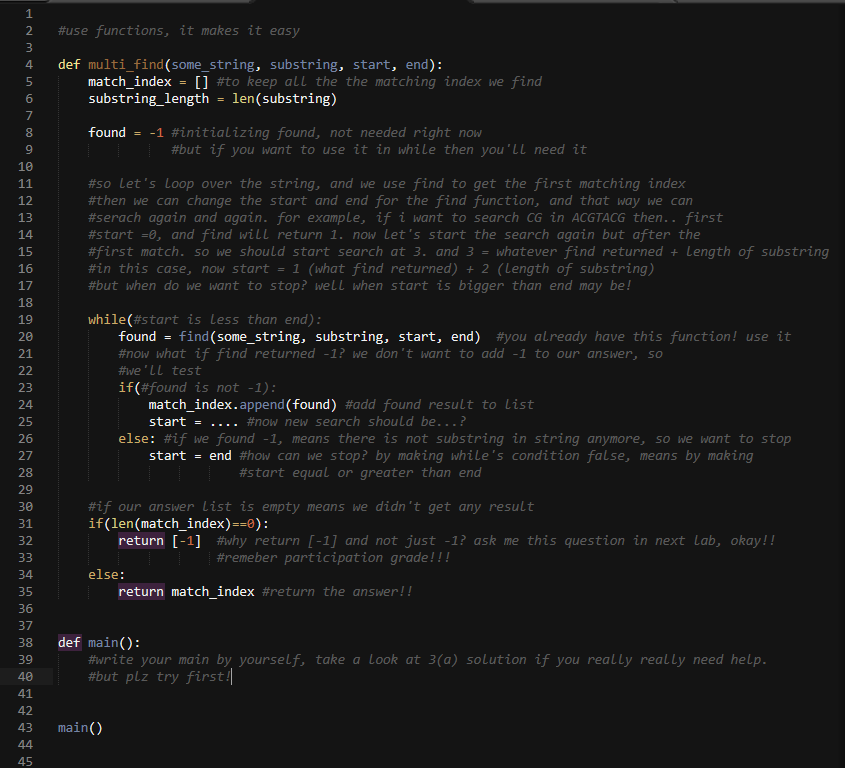 1
2 #use functions, it makes it easy
3
4 def multi_find(some_string, substring, start, end):
5 match_index = [] #to keep all the the matching index we find
6 substring_length = len(substring)
7
8 found = -1 #initializing found, not needed right now
9 #but if you want to use it in while then you'll need it
10
11 #so let's loop over the string, and we use find to get the first matching index
12 #then we can change the start and end for the find function, and that way we can
13 #serach again and again. for example, if i want to search CG in ACGTACG then.. first
14 #start =0, and find will return 1. now let's start the search again but after the
15 #first match. so we should start search at 3. and 3 = whatever find returned + length of substring
16 #in this case, now start = 1 (what find returned) + 2 (length of substring)
17 #but when do we want to stop? well when start is bigger than end may be!
18
19 while(#start is less than end):
20 found = find(some_string, substring, start, end) #you already have this function! use it
21 #now what if find returned -1? we don't want to add -1 to our answer, so
22 #we'll test
23 if(#found is not -1):
24 match_index.append(found) #add found result to list
25 start = .... #now new search should be...?
26 else: #if we found -1, means there is not substring in string anymore, so we want to stop
27 start = end #how can we stop? by making while's condition false, means by making
28 #start equal or greater than end
29
30 #if our answer list is empty means we didn't get any result
31 if(len(match_index)==0):
32 return [-1] #why return [-1] and not just -1? ask me this question in next lab, okay!!
33 #remeber participation grade!!!
34 else:
35 return match_index #return the answer!!
36
37
38 def main():
39 #write your main by yourself, take a look at 3(a) solution if you really really need help.
40 #but plz try first!
41
42
43 main()
44
45